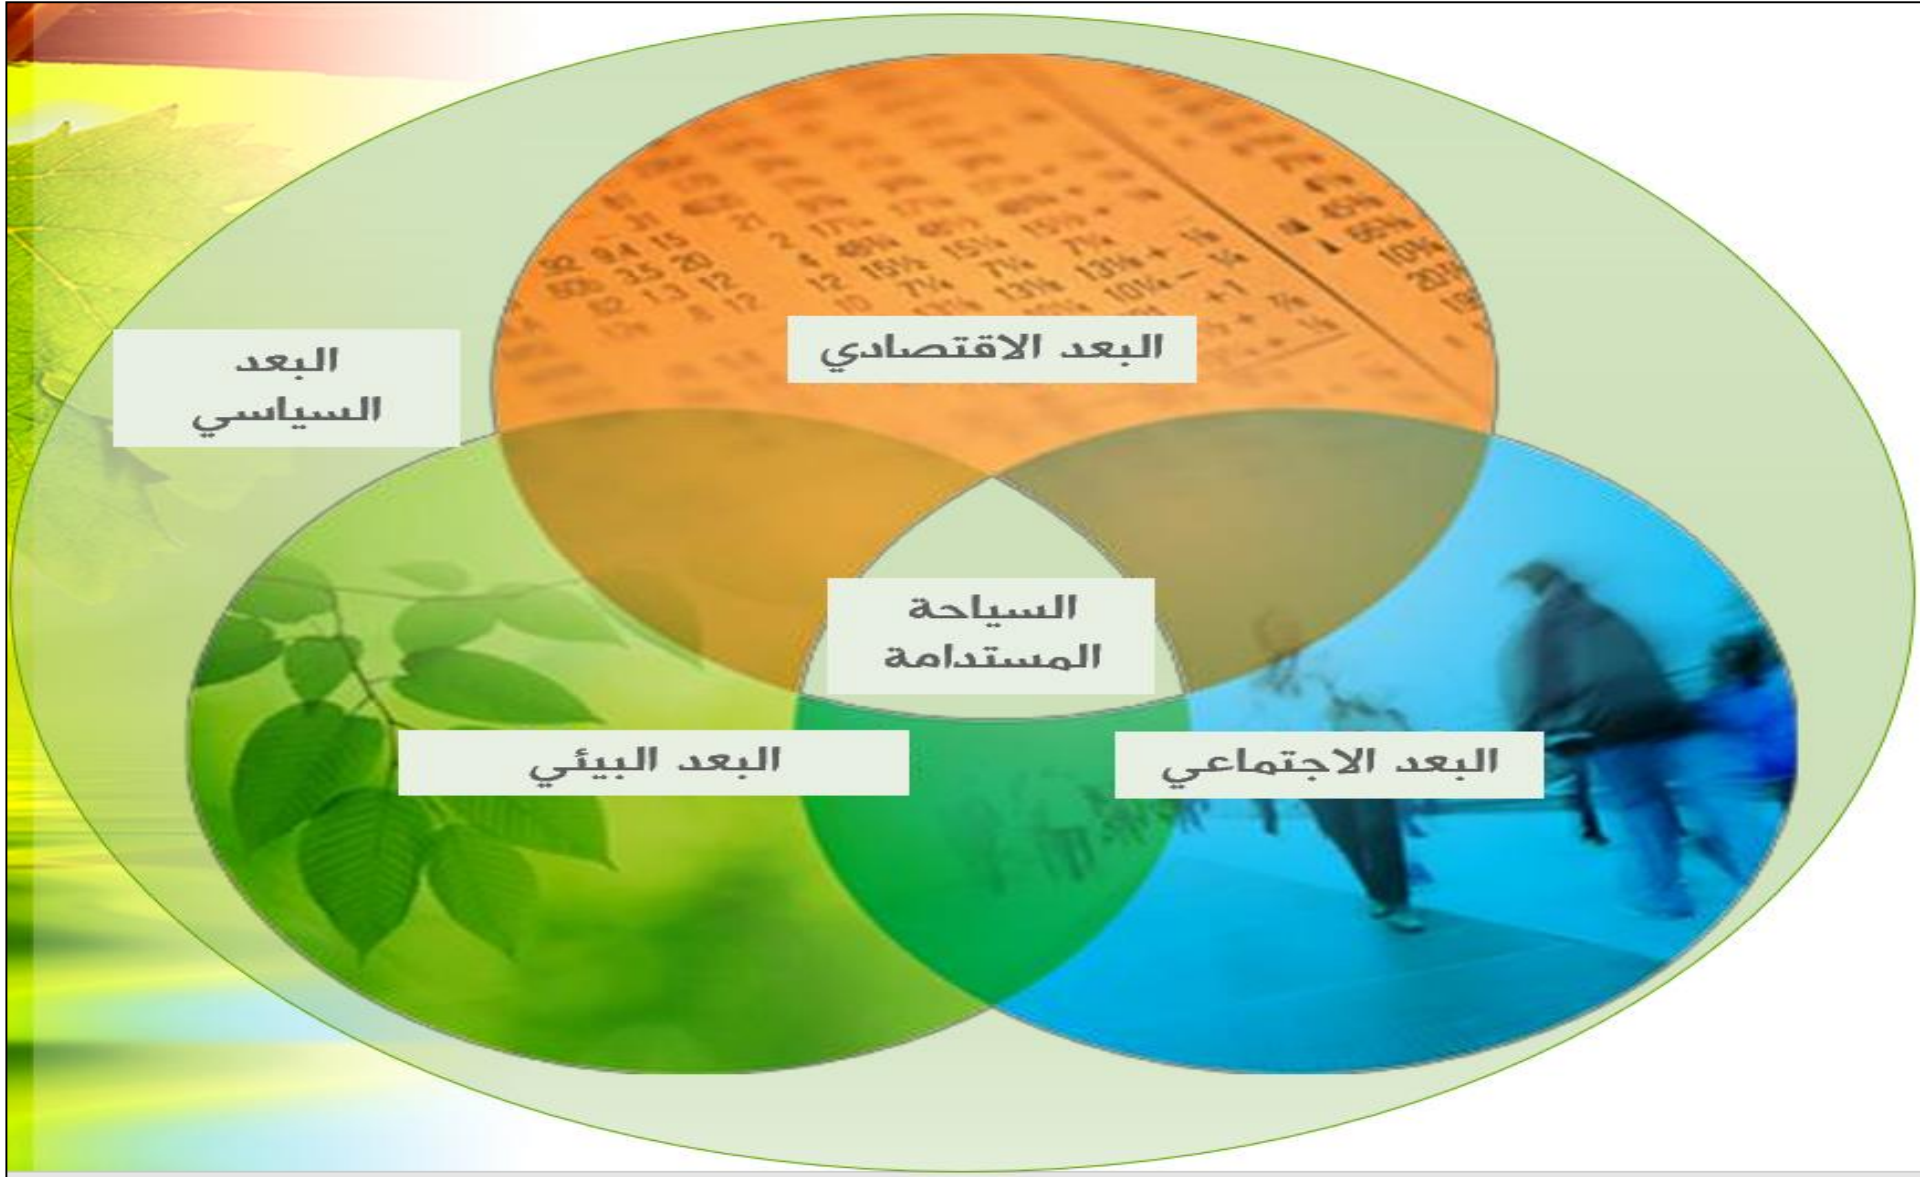 البعد الاقتصادي
البعد
السياسي
السياحة
المستدامة
البعد الاجتماعي
البعد البيئي